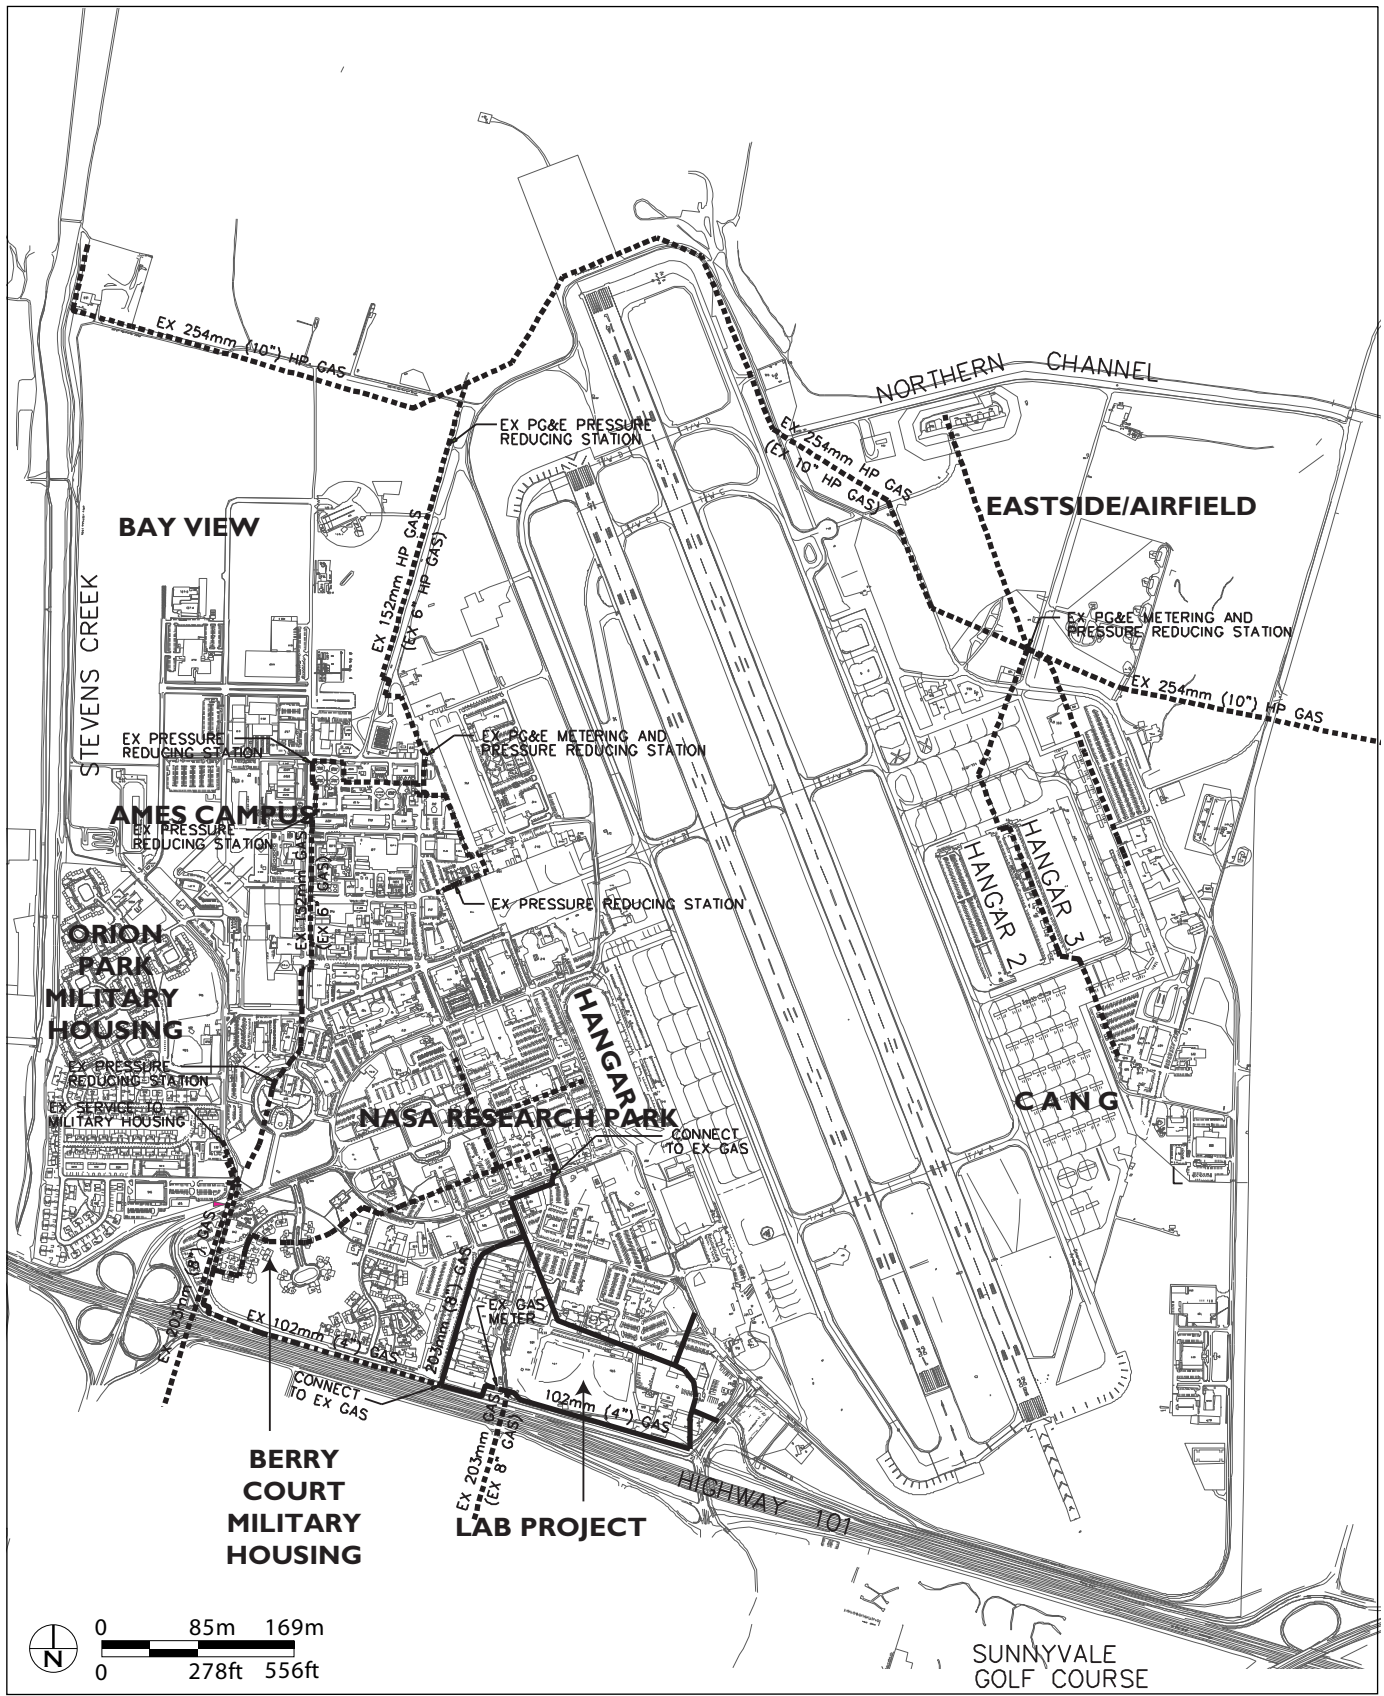 EX 254mm (10") HP GAS
NORTHERN CHANNEL
EX PG&E PRESSURE
REDUCING STATION
EX 254mm HP GAS
(EX 10" HP GAS)
BAY VIEW
EASTSIDE/AIRFIELD
STEVENS CREEK
EX 152mm HP GAS
(EX 6" HP GAS)
EX PG&E METERING AND
PRESSURE REDUCING STATION
EX 254mm (10") HP GAS
EX PRESSURE
REDUCING STATION
EX PG&E METERING AND
PRESSURE REDUCING STATION
AMES CAMPUS
EX PRESSURE
REDUCING STATION
EX 152mm GAS
(EX 6" GAS)
HANGAR 2
HANGAR 3
EX PRESSURE REDUCING STATION
ORION
PARK
MILITARY
HOUSING
HANGAR 1
EX PRESSURE
REDUCING STATION
EX SERVICE TO
MILITARY HOUSING
NASA RESEARCH PARK
CANG
CONNECT
TO EX GAS
EX 203mm (8") GAS
203mm (8") GAS
EX GAS
METER
EX 102mm (4") GAS
CONNECT
TO EX GAS
102mm (4") GAS
EX 203mm GAS
(EX 8" GAS)
BERRY
COURT
MILITARY
HOUSING
LAB PROJECT
HIGHWAY 101
N
0 85m 169m
0 278ft 556ft
SUNNYVALE
GOLF COURSE